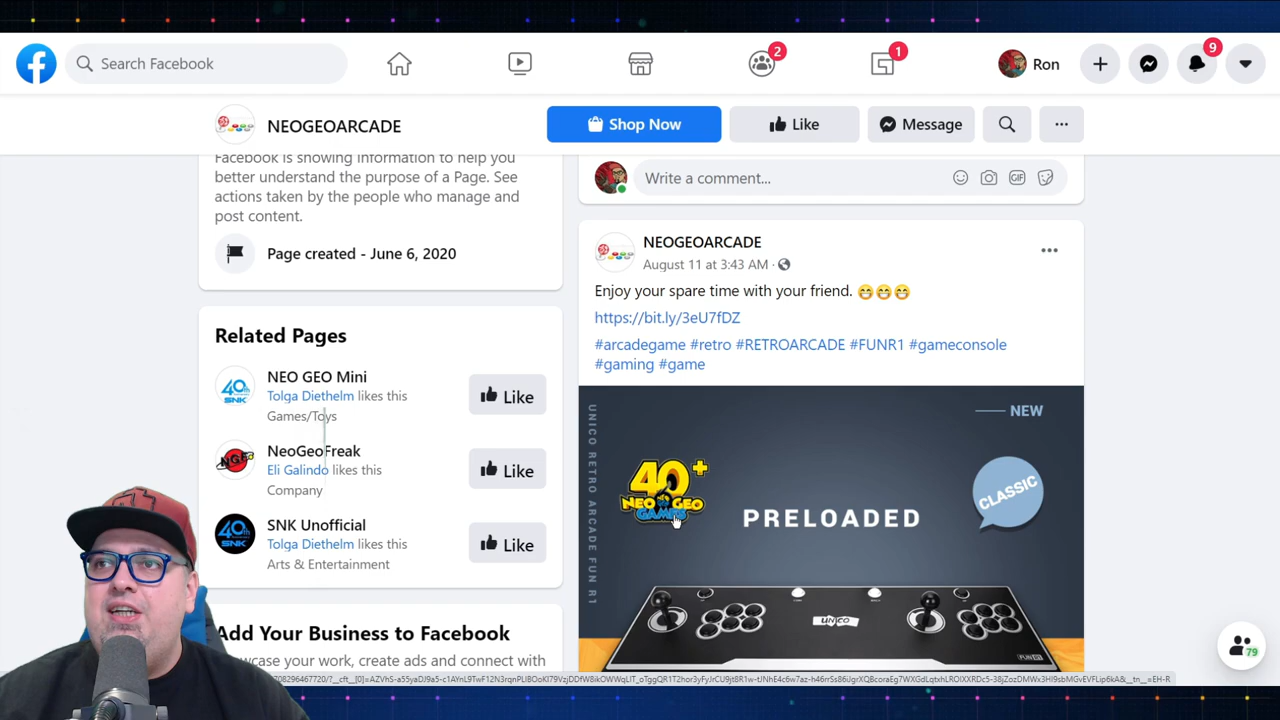 Search Facebook
2
1
Ron
9
NEOGEOARCADE
Shop Now
Like
Message
Facebook is showing information to help you
better understand the purpose of a Page. See
actions taken by the people who manage and
post content.
Page created - June 6, 2020
Related Pages
NEO GEO Mini
Tolga Diethelm likes this
Games/Toys
Like
NeoGeoFreak
Eli Galindo likes this
Company
Like
SNK Unofficial
Tolga Diethelm likes this
Arts & Entertainment
Like
Add Your Business to Facebook
Showcase your work, create ads and connect with
Write a comment...
GIF
NEOGEOARCADE
August 11 at 3:43 AM ·
Enjoy your spare time with your friend. 😁😁😁
https://bit.ly/3eU7fDZ
#arcadegame #retro #RETROARCADE #FUNR1 #gameconsole
#gaming #game
UNICO RETRO ARCADE FUN R1
NEW
40+
NEO GEO
GAMES
PRELOADED
CLASSIC
UNICO
79